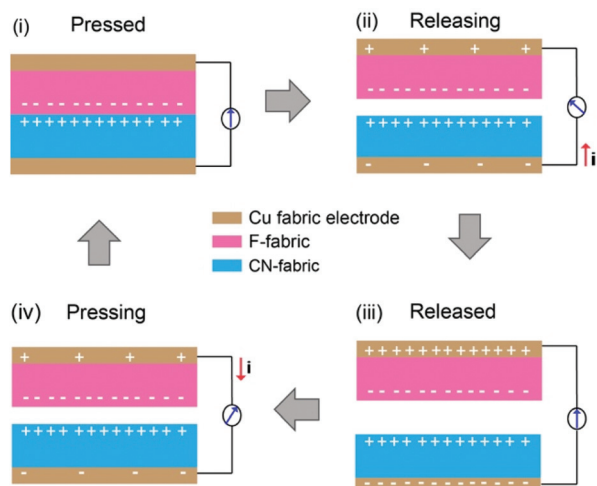 (i) Pressed
(ii) Releasing
i
Cu fabric electrode
F-fabric
CN-fabric
(iv) Pressing
i
(iii) Released